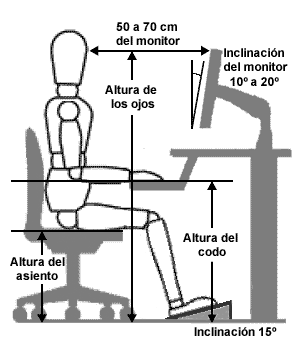 50 a 70 cm
del monitor
Inclinación
del monitor
10º a 20º
Altura de
los ojos
Altura del
codo
Altura del
asiento
Inclinación 15º